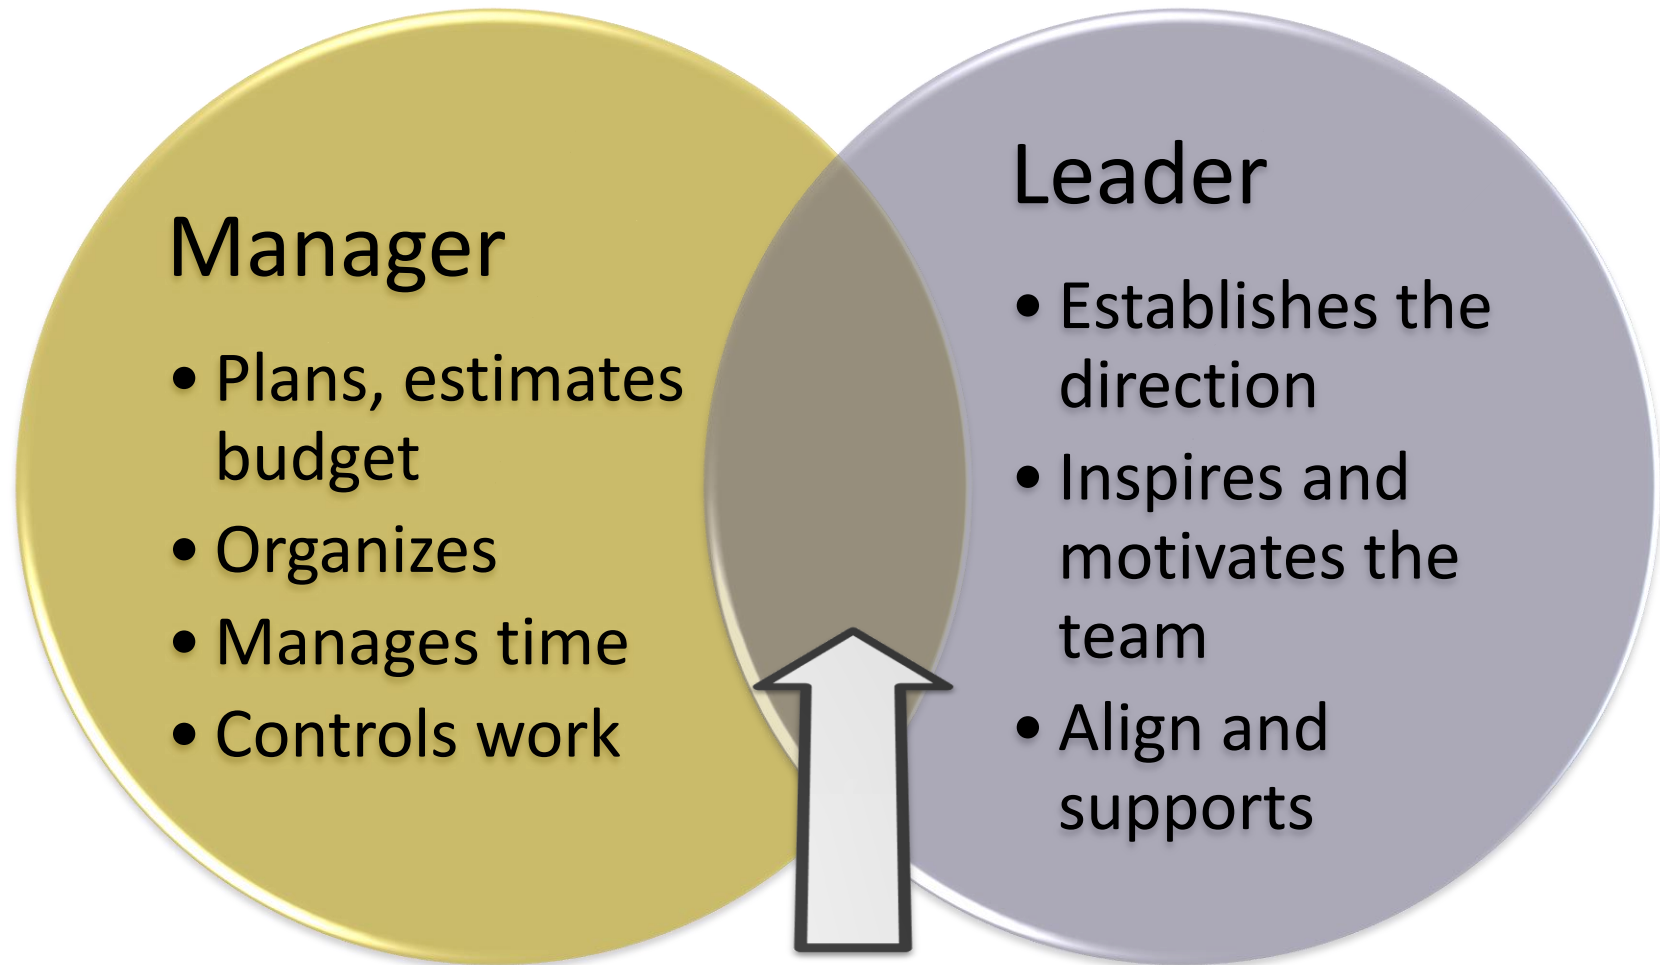 Manager
• Plans, estimates
budget
• Organizes
• Manages time
• Controls work
Leader
• Establishes the
direction
• Inspires and
motivates the
team
• Align and
supports